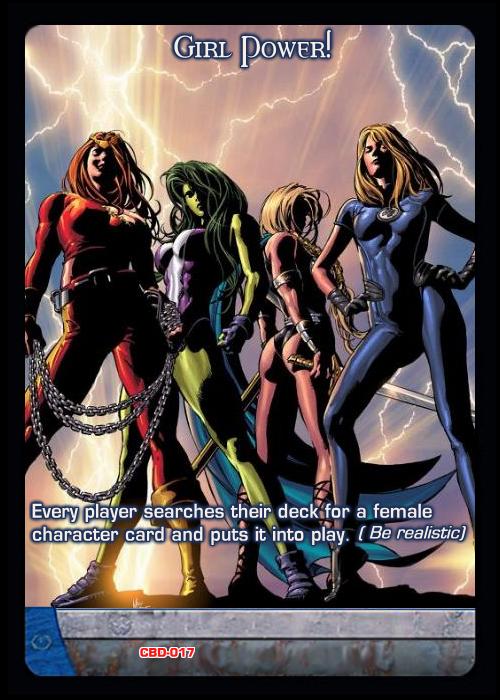 Girl Power!
Every player searches their deck for a female
character card and puts it into play. ( Be realistic)
CBD-017